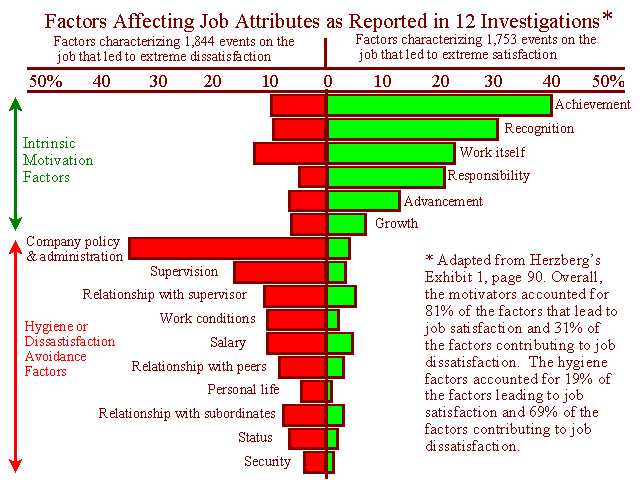 Factors Affecting Job Attributes as Reported in 12 Investigations*
Factors characterizing 1,844 events on the
job that led to extreme dissatisfaction
Factors characterizing 1,753 events on the
job that led to extreme satisfaction
50% 40 30 20 10 0 10 20 30 40 50%
Achievement
Recognition
Work itself
Responsibility
Advancement
Growth
Intrinsic
Motivation
Factors
Company policy
& administration
Supervision
Relationship with supervisor
Work conditions
Salary
Relationship with peers
Personal life
Relationship with subordinates
Status
Security
Hygiene or
Dissastisfaction
Avoidance
Factors
* Adapted from Herzberg's
Exhibit 1, page 90. Overall,
the motivators accounted for
81% of the factors that lead to
job satisfaction and 31% of
the factors contributing to job
dissatisfaction. The hygiene
factors accounted for 19% of
the factors leading to job
satisfaction and 69% of the
factors contributing to job
dissatisfaction.